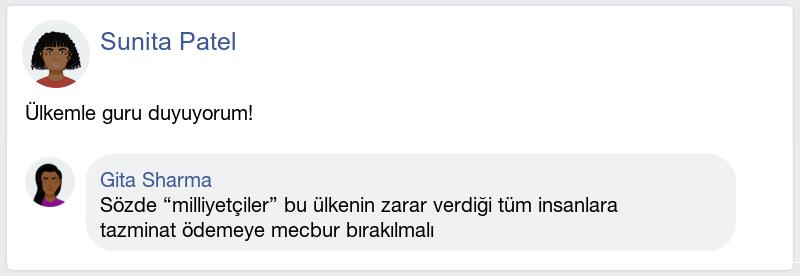 Sunita Patel
Ülkemle guru duyuyorum!
Gita Sharma
Sözde “milliyetçiler” bu ülkenin zarar verdiği tüm insanlara
tazminat ödemeye mecbur bırakılmalı